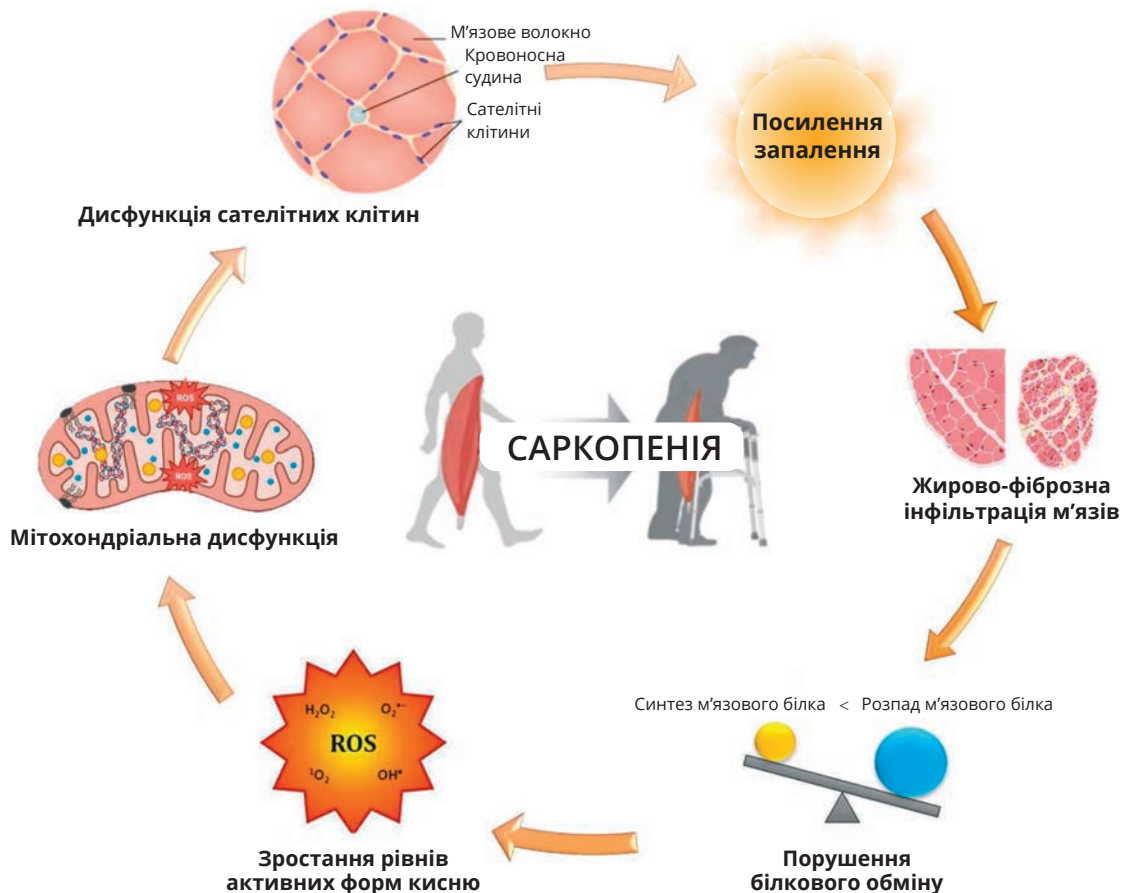 М'язове волокно
Кровоносна
судина
Сателітні
клітини
Дисфункція сателітних клітин
Посилення
запалення
Жирово-фіброзна
інфільтрація м'язів
САРКОПЕНІЯ
ROS
ROS
Мітохондріальна дисфункція
Синтез м'язового білка < Розпад м'язового білка
Порушення
білкового обміну
H₂O₂ O₂•–
ROS
¹O₂ OH•
Зростання рівнів
активних форм кисню